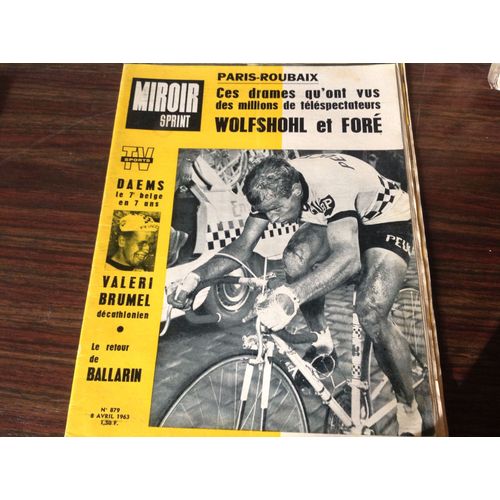 PARIS-ROUBAIX
MIROIR
SPRINT
Ces drames qu'ont vus
des millions de téléspectateurs
WOLFSHOHL et FORÉ
TV
SPORTS
DAEMS
le 7e belge
en 7 ans
VALERI
BRUMEL
décathlonien
Le retour
de
BALLARIN
N° 879
8 AVRIL 1963
1,50 F.
BP